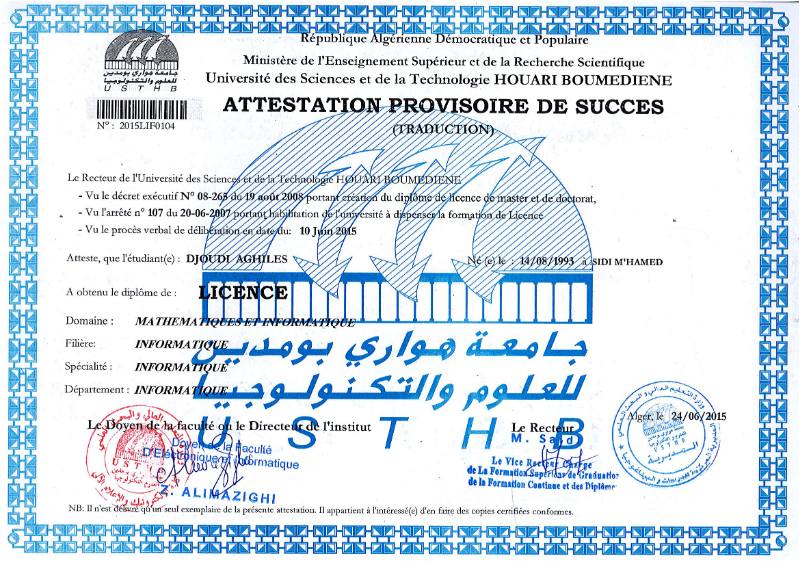 République Algérienne Démocratique et Populaire
Ministère de l'Enseignement Supérieur et de la Recherche Scientifique
Université des Sciences et de la Technologie HOUARI BOUMEDIENE
جامعة هواري بومدين
للعلوم والتكنولوجيا
U S T H B
ATTESTATION PROVISOIRE DE SUCCES
N° : 2015LIF0104
(TRADUCTION)
Le Recteur de l'Université des Sciences et de la Technologie HOUARI BOUMEDIENE
- Vu le décret exécutif N° 08-265 du 19 août 2008 portant création du diplôme de licence de master et de doctorat,
- Vu l'arrêté n° 107 du 20-06-2007 portant habilitation de l'université à dispenser la formation de Licence
- Vu le procès verbal de délibération en date du: 10 Juin 2015
Atteste, que l'étudiant(e) : DJOUDI AGHILES Né (e) le : 14/08/1993 à SIDI M'HAMED
A obtenu le diplôme de : LICENCE
Domaine : MATHEMATIQUES ET INFORMATIQUE
Filière: INFORMATIQUE
جامعة هواري بومدين
Spécialité : INFORMATIQUE
Département : INFORMATIQUE
للعلوم والتكنولوجيا
Alger, le 24/06/2015
Le Doyen de la faculté ou le Directeur de l'institut Le Recteur
U S T H B
Doyen de la Faculté
D'Electronique et Informatique
Z. ALIMAZIGHI
M. Said
Le Vice Recteur Chargé
de La Formation Supérieure de Graduation
de la Formation Continue et des Diplômes
NB: Il n'est délivré qu'un seul exemplaire de la présente attestation. Il appartient à l'intéressé(e) d'en faire des copies certifiées conformes.